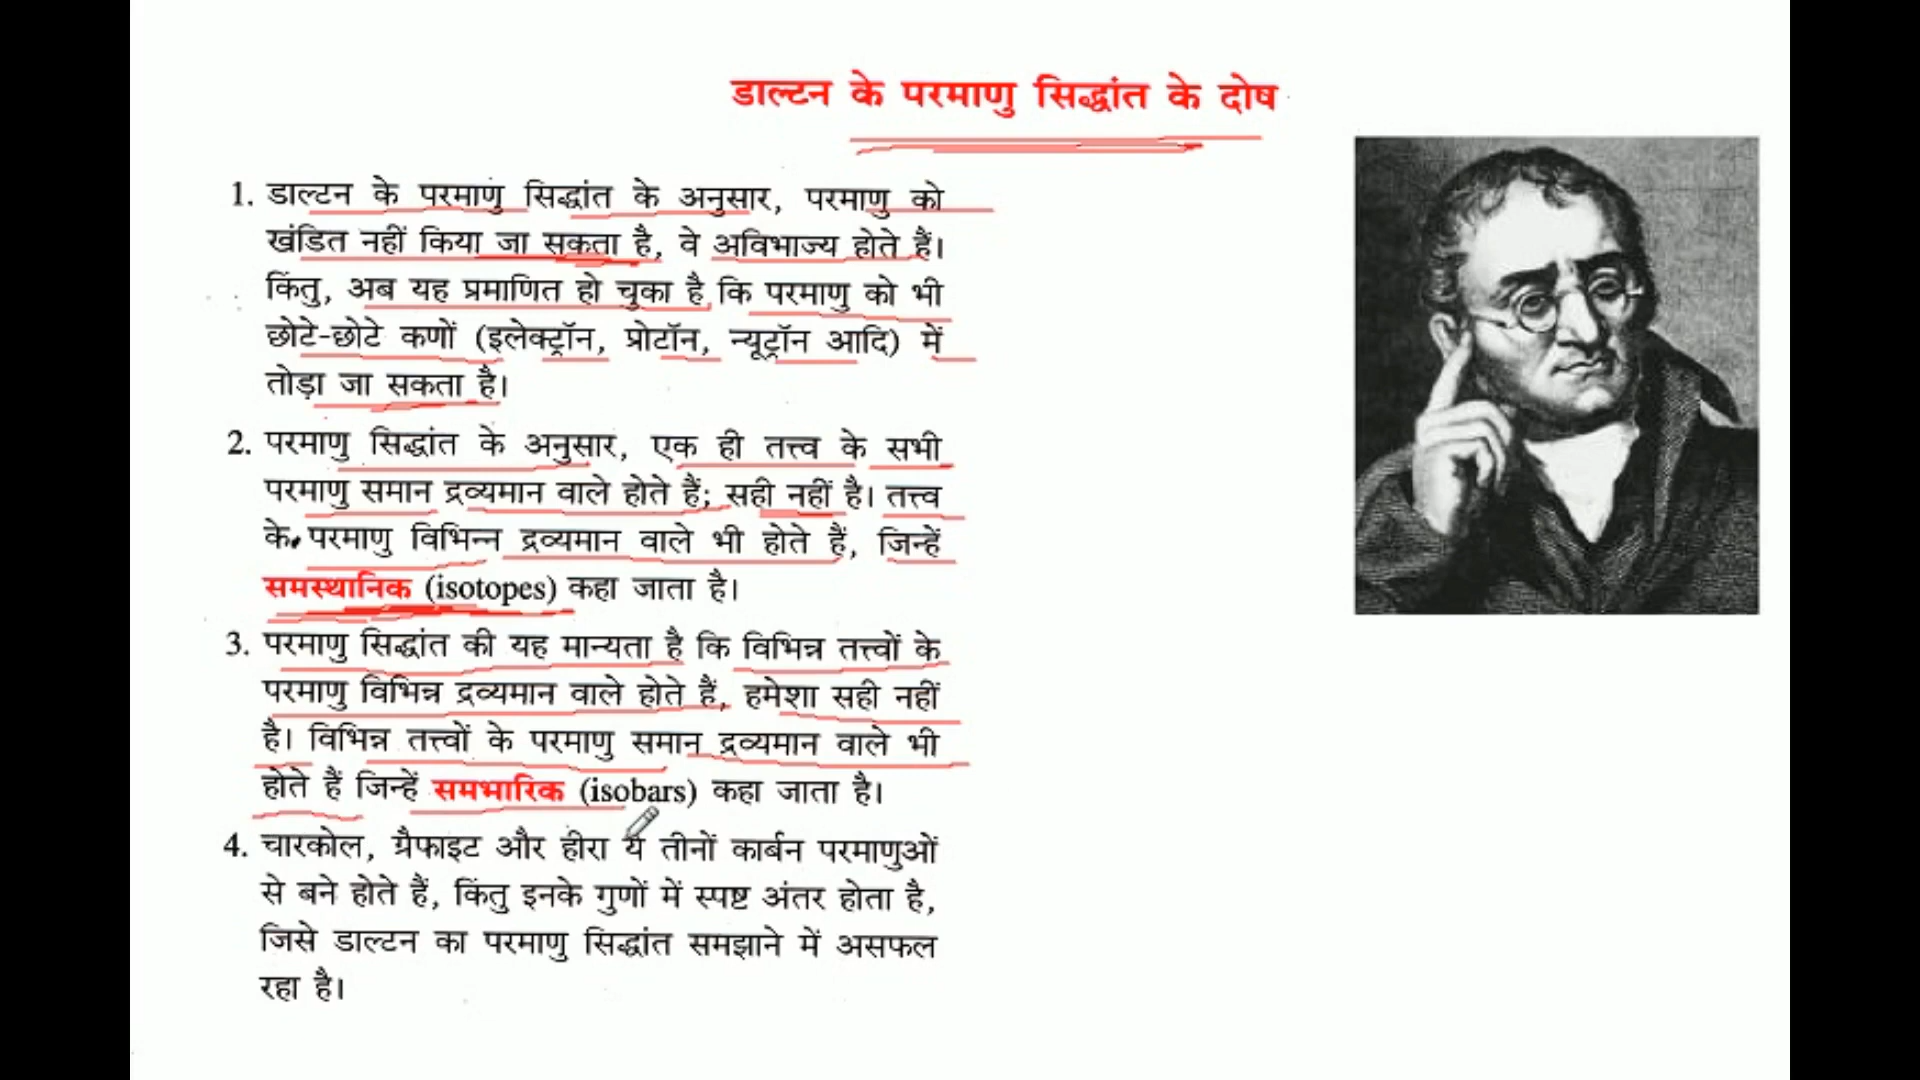 डाल्टन के परमाणु सिद्धांत के दोष
1. डाल्टन के परमाणु सिद्धांत के अनुसार, परमाणु को
खंडित नहीं किया जा सकता है, वे अविभाज्य होते हैं।
किंतु, अब यह प्रमाणित हो चुका है कि परमाणु को भी
छोटे-छोटे कणों (इलेक्ट्रॉन, प्रोटॉन, न्यूट्रॉन आदि) में
तोड़ा जा सकता है।
2. परमाणु सिद्धांत के अनुसार, एक ही तत्त्व के सभी
परमाणु समान द्रव्यमान वाले होते हैं; सही नहीं है। तत्त्व
के परमाणु विभिन्न द्रव्यमान वाले भी होते हैं, जिन्हें
समस्थानिक (isotopes) कहा जाता है।
3. परमाणु सिद्धांत की यह मान्यता है कि विभिन्न तत्त्वों के
परमाणु विभिन्न द्रव्यमान वाले होते हैं, हमेशा सही नहीं
है। विभिन्न तत्त्वों के परमाणु समान द्रव्यमान वाले भी
होते हैं जिन्हें समभारिक (isobars) कहा जाता है।
4. चारकोल, ग्रैफाइट और हीरा ये तीनों कार्बन परमाणुओं
से बने होते हैं, किंतु इनके गुणों में स्पष्ट अंतर होता है,
जिसे डाल्टन का परमाणु सिद्धांत समझाने में असफल
रहा है।